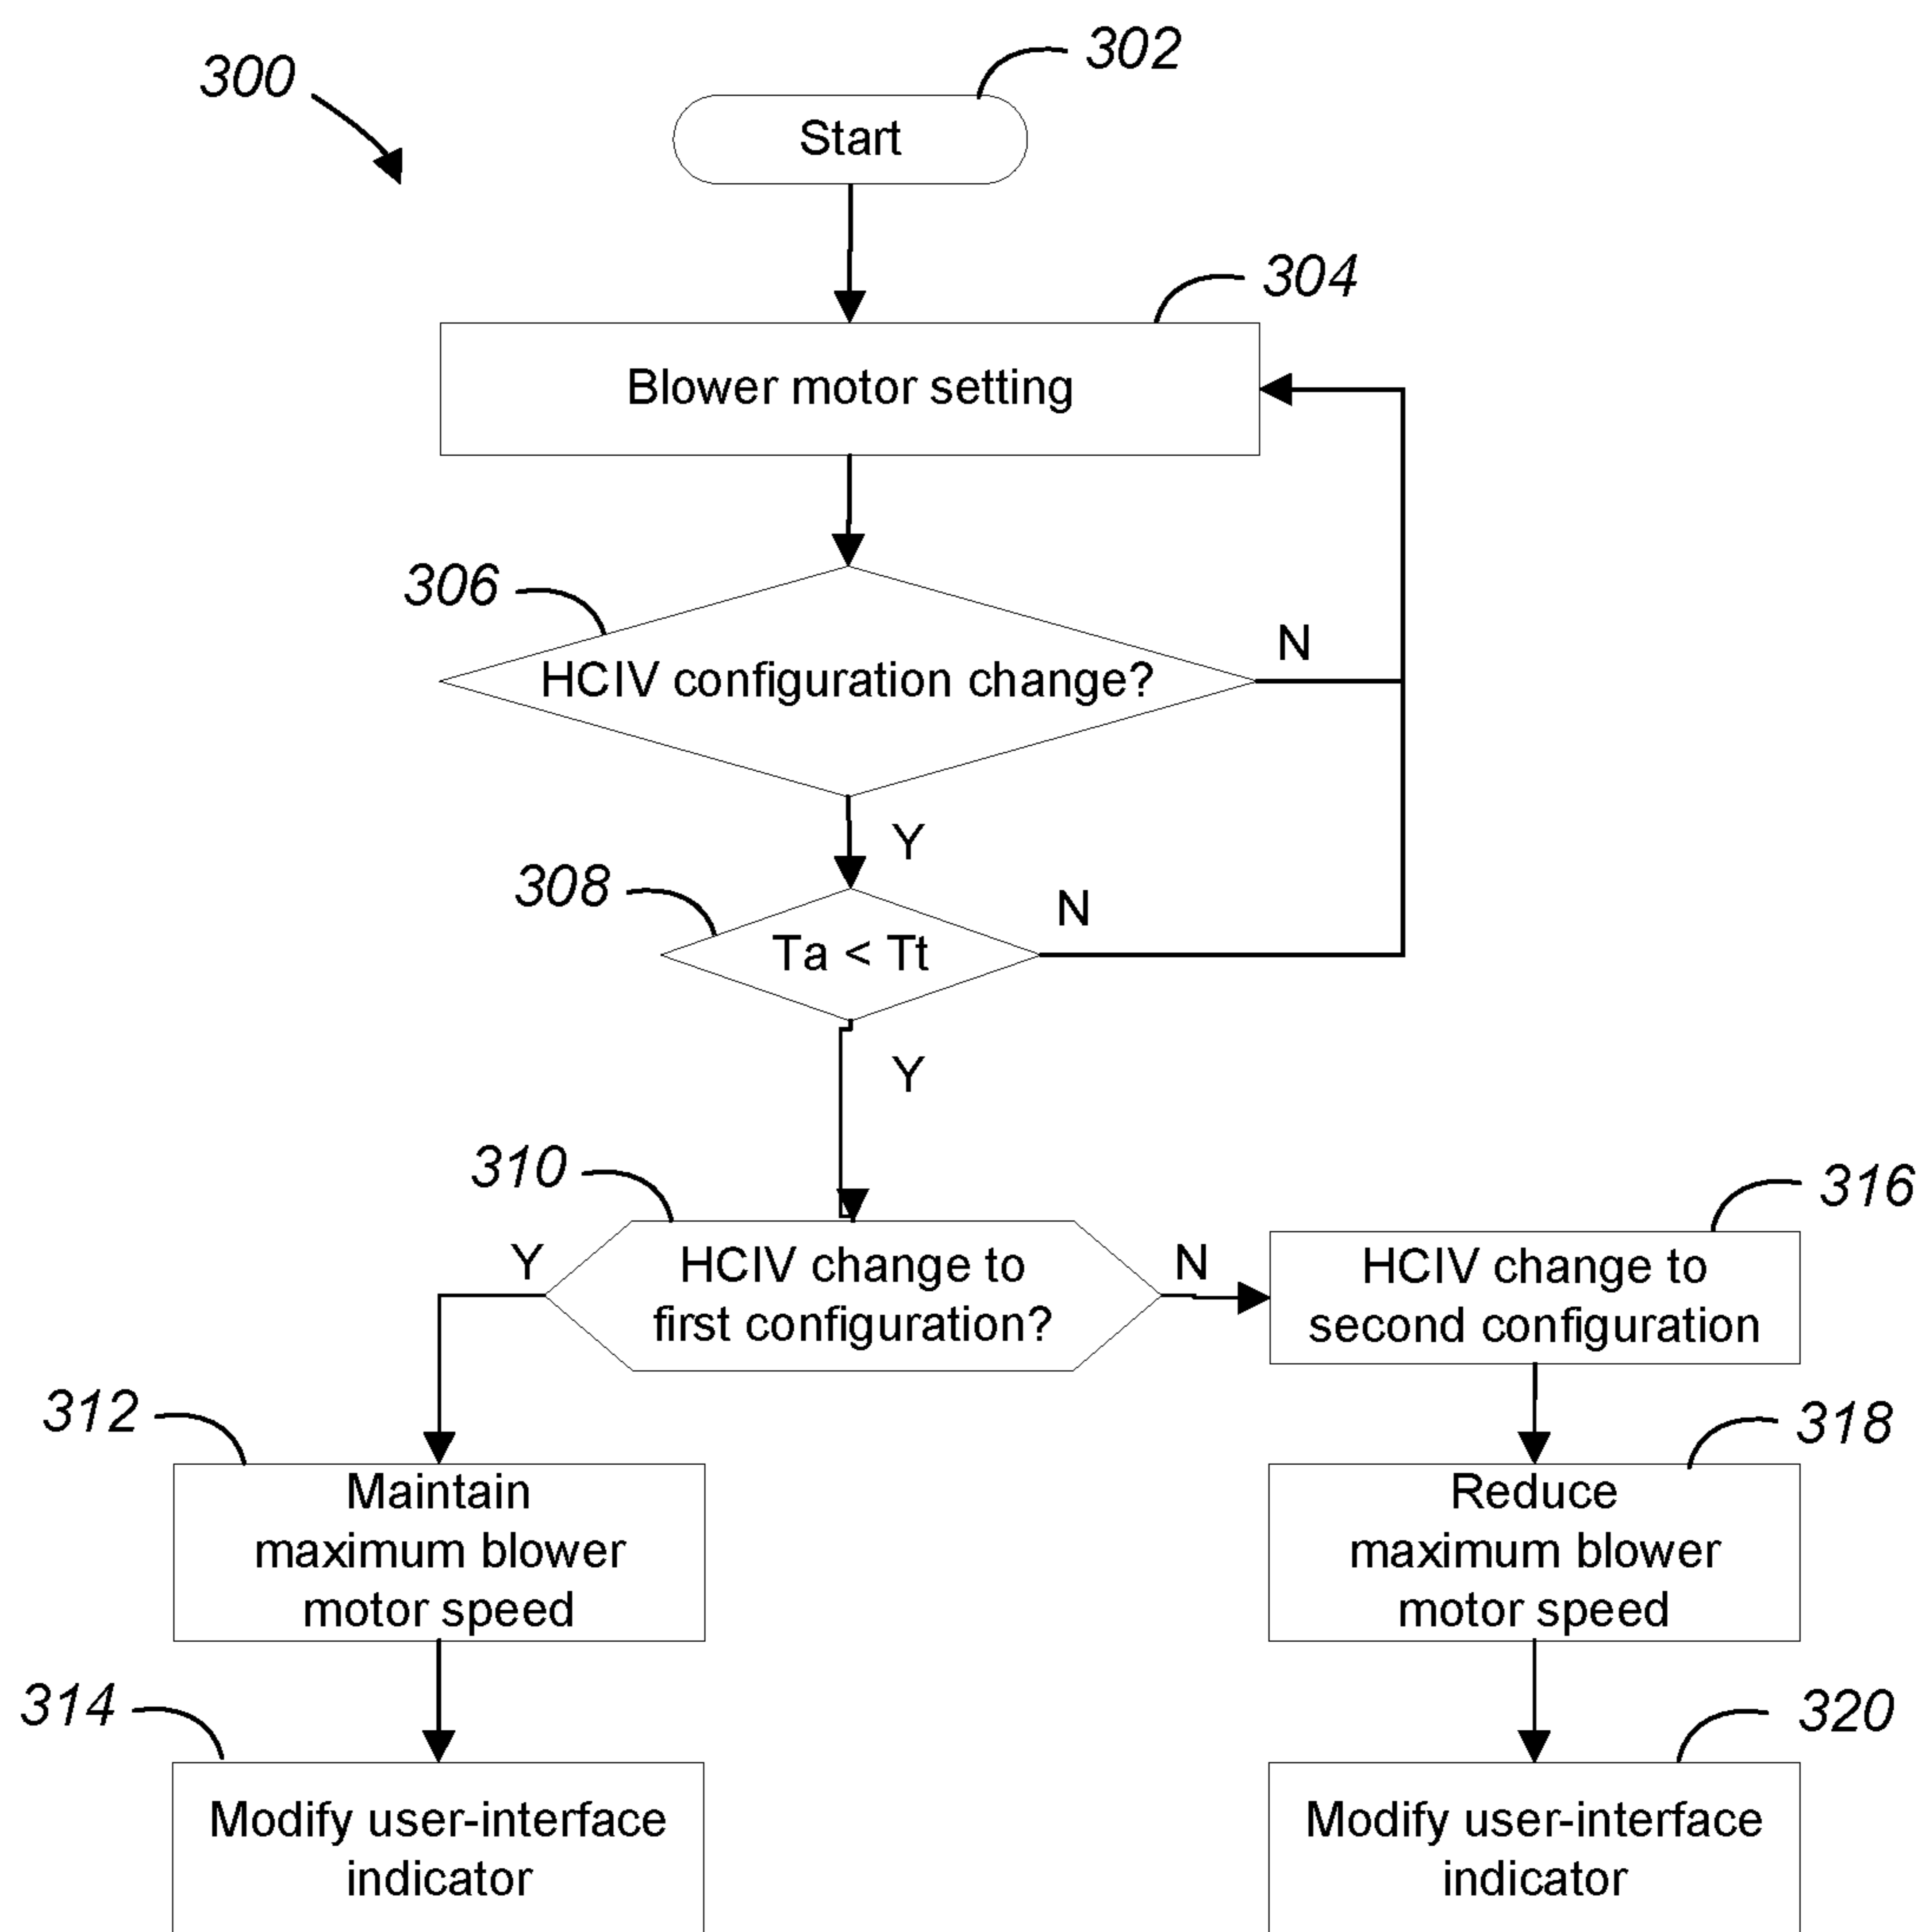 300
302
Start
304
Blower motor setting
306
HCIV configuration change?
N
Y
308
Ta < Tt
N
Y
310
HCIV change to
first configuration?
Y
N
316
HCIV change to
second configuration
312
Maintain
maximum blower
motor speed
318
Reduce
maximum blower
motor speed
314
Modify user-interface
indicator
320
Modify user-interface
indicator